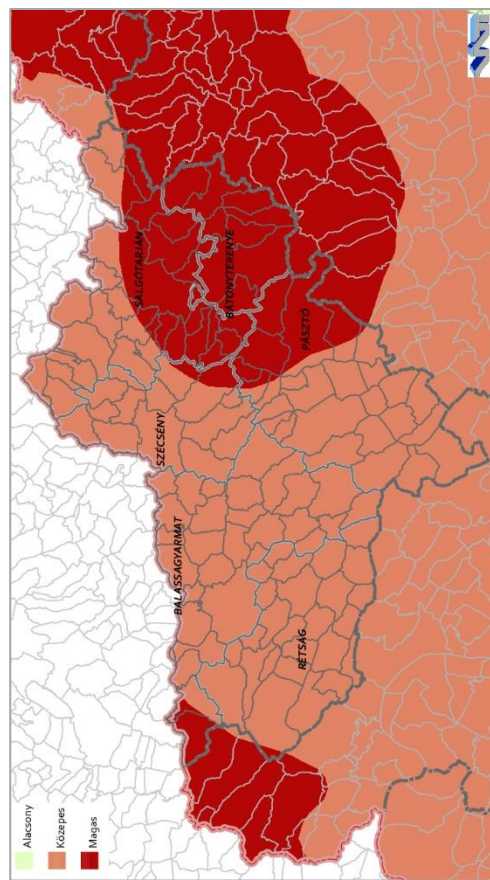 Alacsony
Közepes
Magas
SALGÓTARJÁN
BÁTONYTERENYE
PÁSZTÓ
SZÉCSÉNY
BALASSAGYARMAT
RÉTSÁG